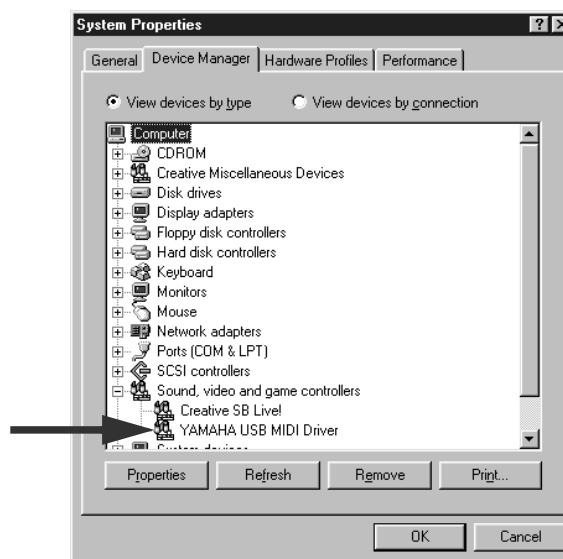 System Properties
General Device Manager Hardware Profiles Performance
View devices by type View devices by connection
Computer
CDROM
Creative Miscellaneous Devices
Disk drives
Display adapters
Floppy disk controllers
Hard disk controllers
Keyboard
Monitors
Mouse
Network adapters
Ports (COM & LPT)
SCSI controllers
Sound, video and game controllers
Creative SB Live!
YAMAHA USB MIDI Driver
System devices
Properties Refresh Remove Print...
OK Cancel